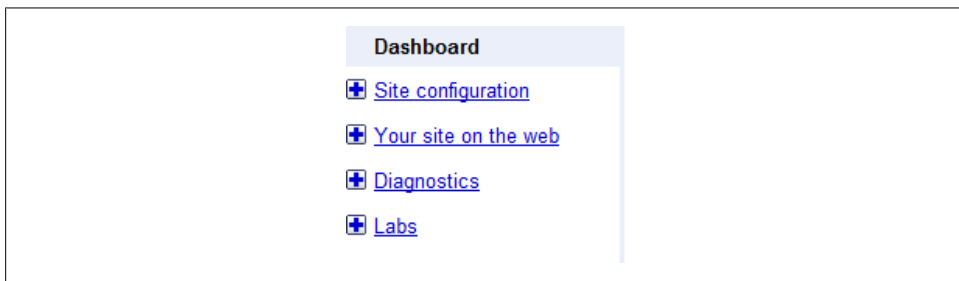 Dashboard
Site configuration
Your site on the web
Diagnostics
Labs